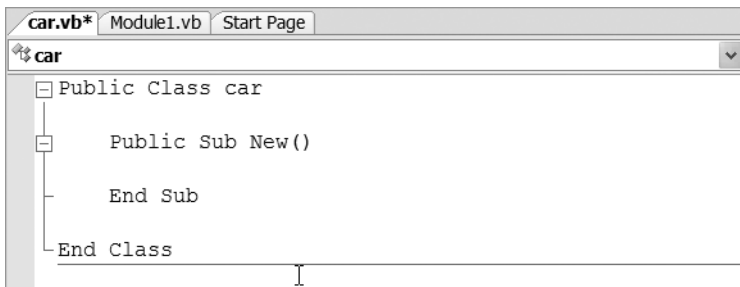 car.vb* Module1.vb Start Page
car
Public Class car
Public Sub New()
End Sub
End Class